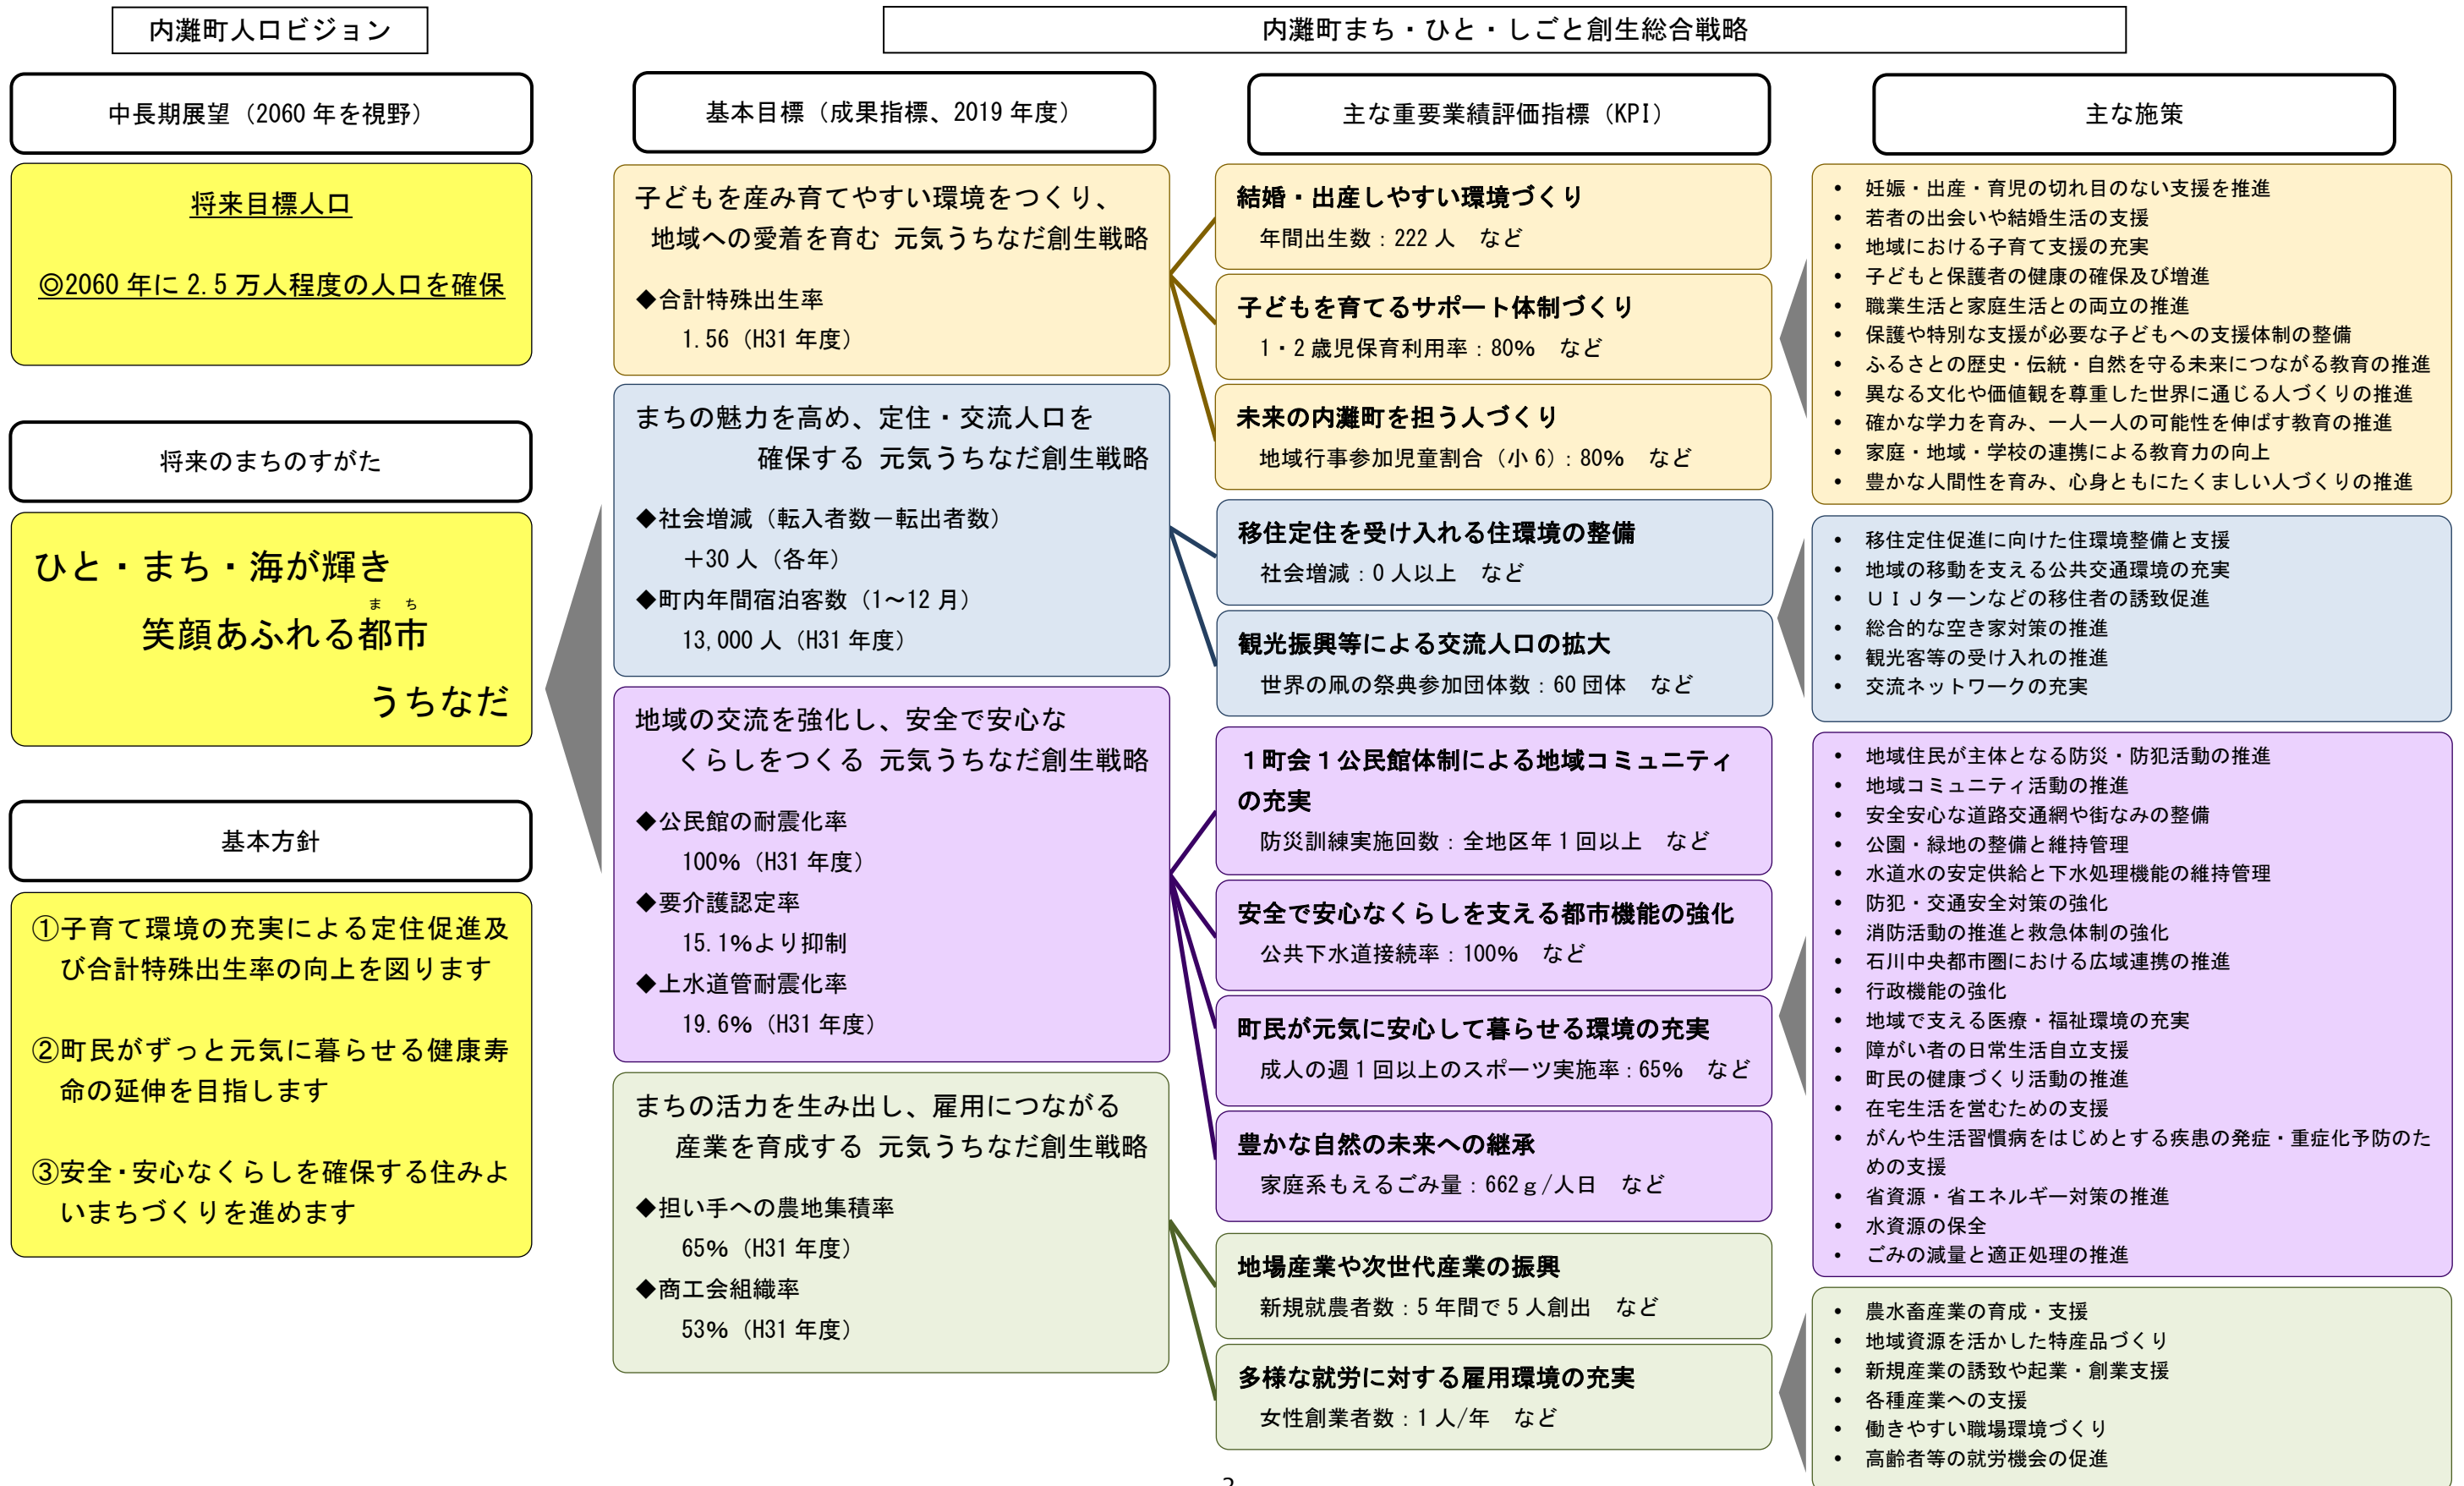 内灘町人口ビジョン
内灘町まち・ひと・しごと創生総合戦略
中長期展望（2060年を視野）
将来目標人口
◎2060年に2.5万人程度の人口を確保
将来のまちのすがた
ひと・まち・海が輝き
まち
笑顔あふれる都市
うちなだ
基本方針
①子育て環境の充実による定住促進及
び合計特殊出生率の向上を図ります
②町民がずっと元気に暮らせる健康寿
命の延伸を目指します
③安全・安心なくらしを確保する住みよ
いまちづくりを進めます
基本目標（成果指標、2019年度）
子どもを産み育てやすい環境をつくり、
地域への愛着を育む 元気うちなだ創生戦略
◆合計特殊出生率
1.56（H31年度）
まちの魅力を高め、定住・交流人口を
確保する 元気うちなだ創生戦略
◆社会増減（転入者数－転出者数）
＋30人（各年）
◆町内年間宿泊客数（1～12月）
13,000人（H31年度）
地域の交流を強化し、安全で安心な
くらしをつくる 元気うちなだ創生戦略
◆公民館の耐震化率
100%（H31年度）
◆要介護認定率
15.1%より抑制
◆上水道管耐震化率
19.6%（H31年度）
まちの活力を生み出し、雇用につながる
産業を育成する 元気うちなだ創生戦略
◆担い手への農地集積率
65%（H31年度）
◆商工会組織率
53%（H31年度）
主な重要業績評価指標（KPI）
結婚・出産しやすい環境づくり
年間出生数：222人　など
子どもを育てるサポート体制づくり
1・2歳児保育利用率：80%　など
未来の内灘町を担う人づくり
地域行事参加児童割合（小6）：80%　など
移住定住を受け入れる住環境の整備
社会増減：0人以上　など
観光振興等による交流人口の拡大
世界の凧の祭典参加団体数：60団体　など
１町会１公民館体制による地域コミュニティ
の充実
防災訓練実施回数：全地区年1回以上　など
安全で安心なくらしを支える都市機能の強化
公共下水道接続率：100%　など
町民が元気に安心して暮らせる環境の充実
成人の週1回以上のスポーツ実施率：65%　など
豊かな自然の未来への継承
家庭系もえるごみ量：662ｇ/人日　など
地場産業や次世代産業の振興
新規就農者数：5年間で5人創出　など
多様な就労に対する雇用環境の充実
女性創業者数：1人/年　など
主な施策
• 妊娠・出産・育児の切れ目のない支援を推進
• 若者の出会いや結婚生活の支援
• 地域における子育て支援の充実
• 子どもと保護者の健康の確保及び増進
• 職業生活と家庭生活との両立の推進
• 保護や特別な支援が必要な子どもへの支援体制の整備
• ふるさとの歴史・伝統・自然を守る未来につながる教育の推進
• 異なる文化や価値観を尊重した世界に通じる人づくりの推進
• 確かな学力を育み、一人一人の可能性を伸ばす教育の推進
• 家庭・地域・学校の連携による教育力の向上
• 豊かな人間性を育み、心身ともにたくましい人づくりの推進
• 移住定住促進に向けた住環境整備と支援
• 地域の移動を支える公共交通環境の充実
• ＵＩＪターンなどの移住者の誘致促進
• 総合的な空き家対策の推進
• 観光客等の受け入れの推進
• 交流ネットワークの充実
• 地域住民が主体となる防災・防犯活動の推進
• 地域コミュニティ活動の推進
• 安全安心な道路交通網や街なみの整備
• 公園・緑地の整備と維持管理
• 水道水の安定供給と下水処理機能の維持管理
• 防犯・交通安全対策の強化
• 消防活動の推進と救急体制の強化
• 石川中央都市圏における広域連携の推進
• 行政機能の強化
• 地域で支える医療・福祉環境の充実
• 障がい者の日常生活自立支援
• 町民の健康づくり活動の推進
• 在宅生活を営むための支援
• がんや生活習慣病をはじめとする疾患の発症・重症化予防のた
めの支援
• 省資源・省エネルギー対策の推進
• 水資源の保全
• ごみの減量と適正処理の推進
• 農水畜産業の育成・支援
• 地域資源を活かした特産品づくり
• 新規産業の誘致や起業・創業支援
• 各種産業への支援
• 働きやすい職場環境づくり
• 高齢者等の就労機会の促進